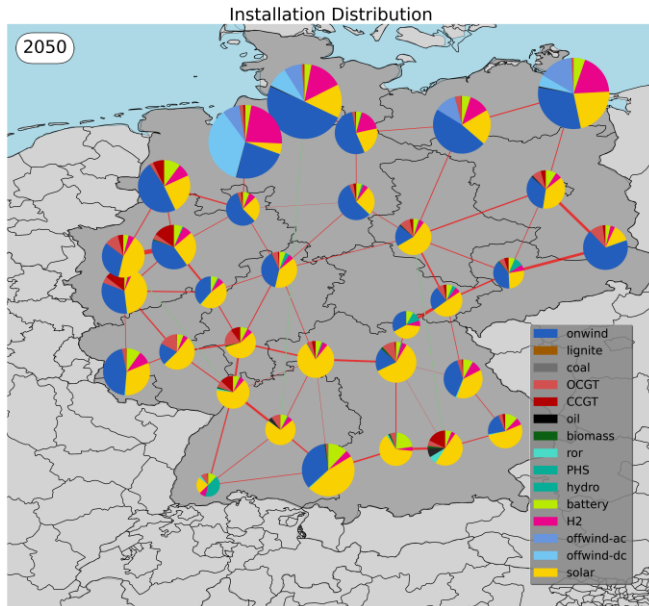 Installation Distribution
2050
onwind
lignite
coal
OCGT
CCGT
oil
biomass
ror
PHS
hydro
battery
H2
offwind-ac
offwind-dc
solar